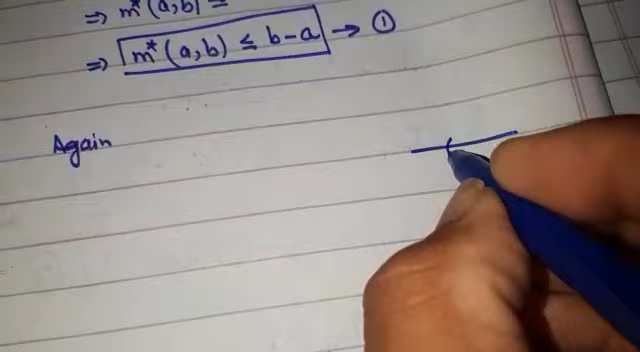 ⇒ m*(a,b) ≤
⇒ m*(a,b) ≤ b-a → ①
Again